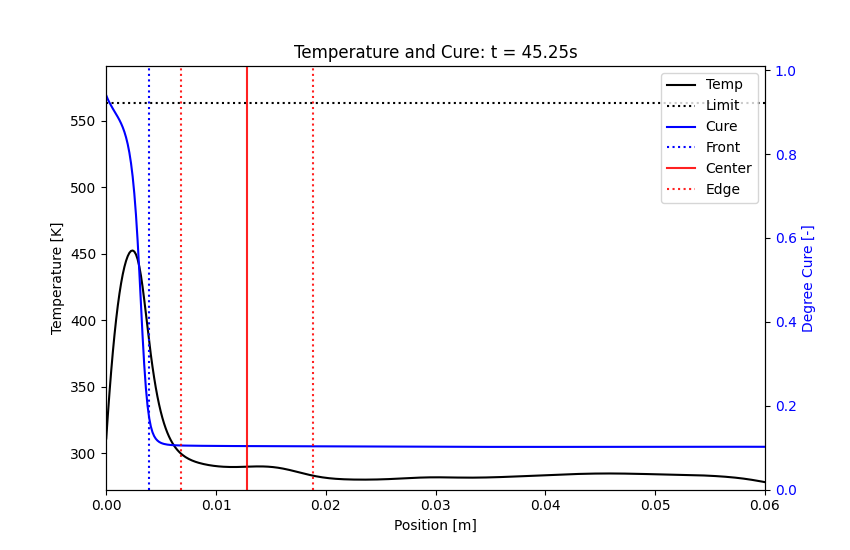 Temperature and Cure: t = 45.25s
Temperature [K]
550
500
450
400
350
300
Temp
Limit
Cure
Front
Center
Edge
1.0
0.8
0.6
0.4
0.2
0.0
Degree Cure [-]
0.00
0.01
0.02
0.03
0.04
0.05
0.06
Position [m]